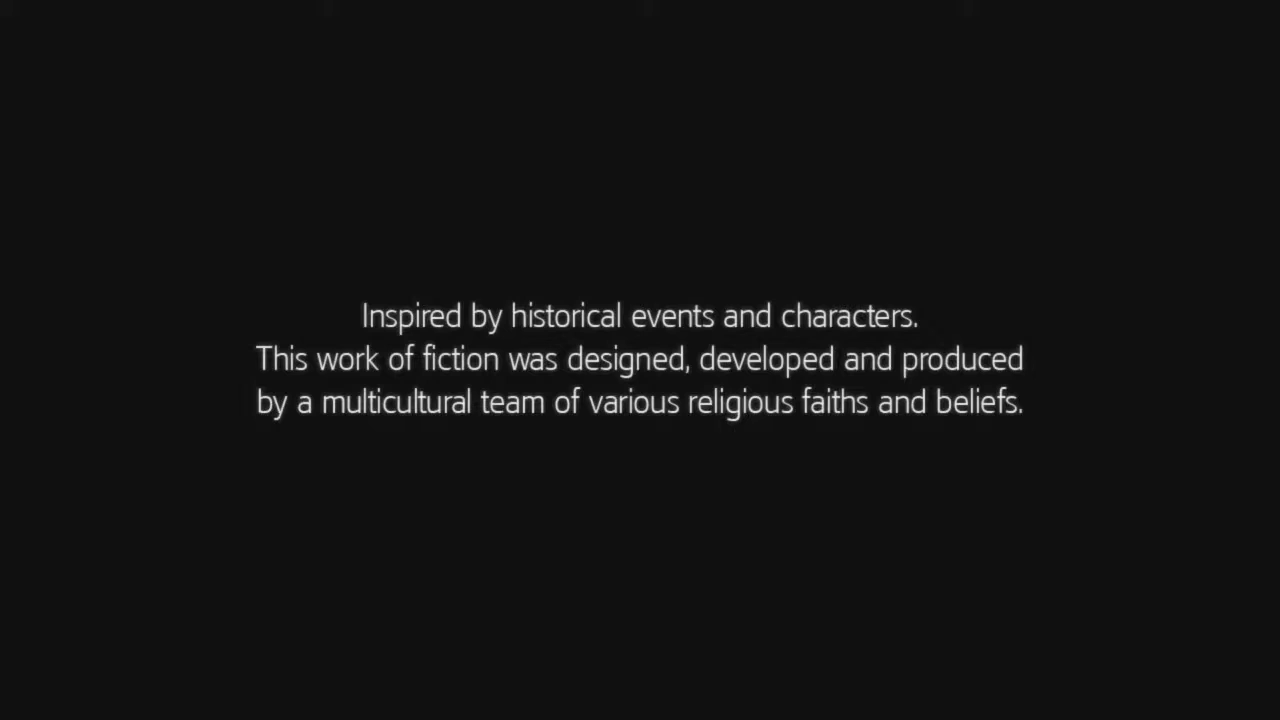 Inspired by historical events and characters.
This work of fiction was designed, developed and produced
by a multicultural team of various religious faiths and beliefs.